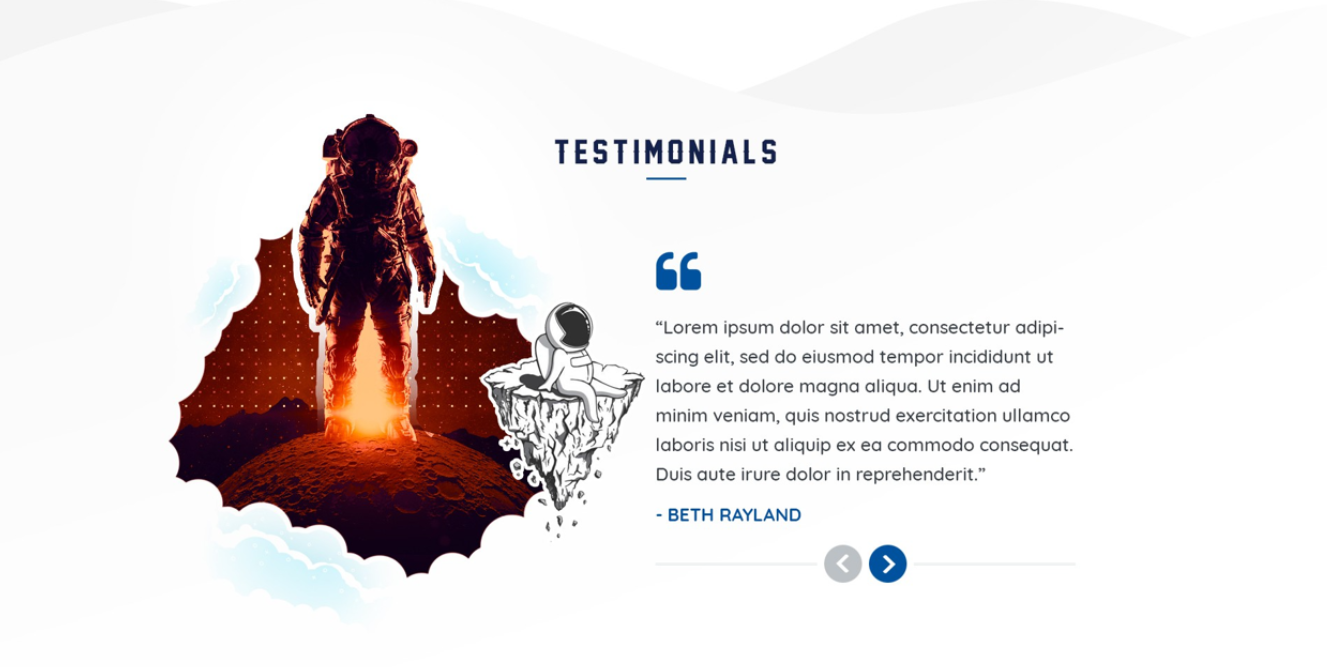 TESTIMONIALS
“Lorem ipsum dolor sit amet, consectetur adipi-
scing elit, sed do eiusmod tempor incididunt ut
labore et dolore magna aliqua. Ut enim ad
minim veniam, quis nostrud exercitation ullamco
laboris nisi ut aliquip ex ea commodo consequat.
Duis aute irure dolor in reprehenderit.”
- BETH RAYLAND